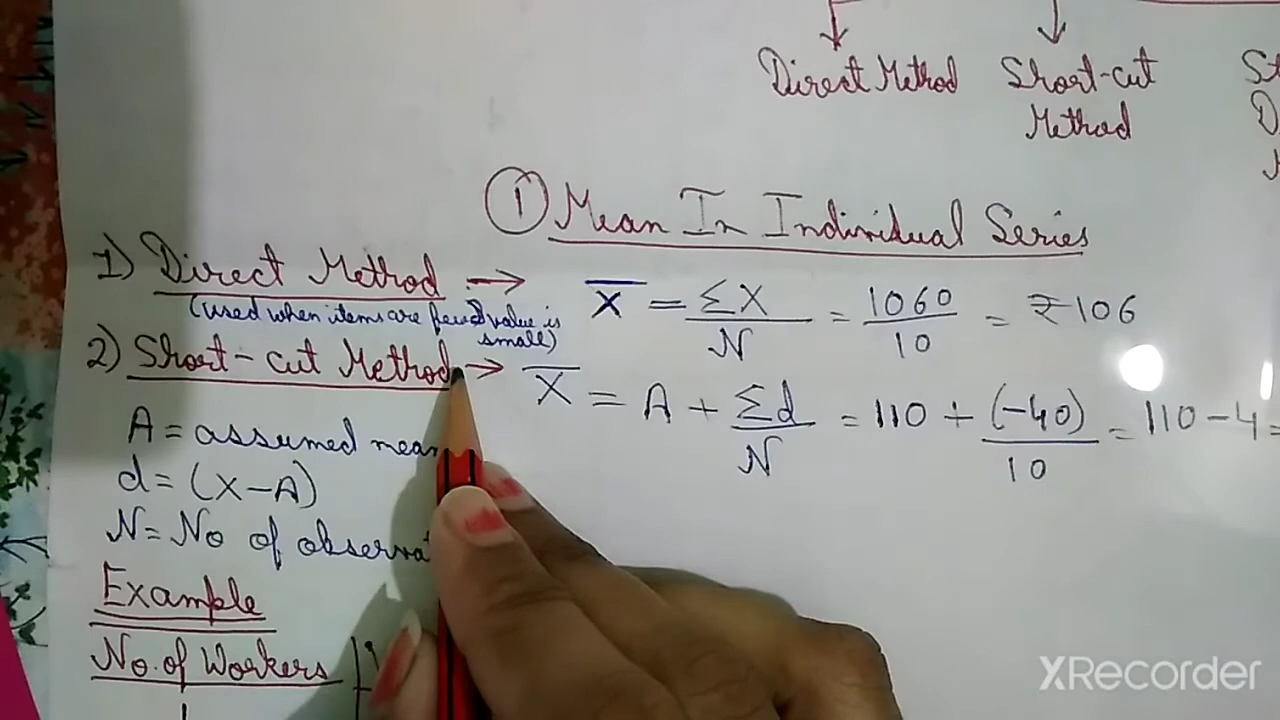 Direct Method Short-cut
Method
① Mean In Individual Series
1) Direct Method → X̅ = ΣX/N = 1060/10 = ₹106
(used when items are few & value is
small)
2) Short-cut Method → X̅ = A + Σd/N = 110 + (-40)/10 = 110 - 4 =
A = assumed mean
d = (X-A)
N = No of observat
Example
No. of Workers
1
XRecorder